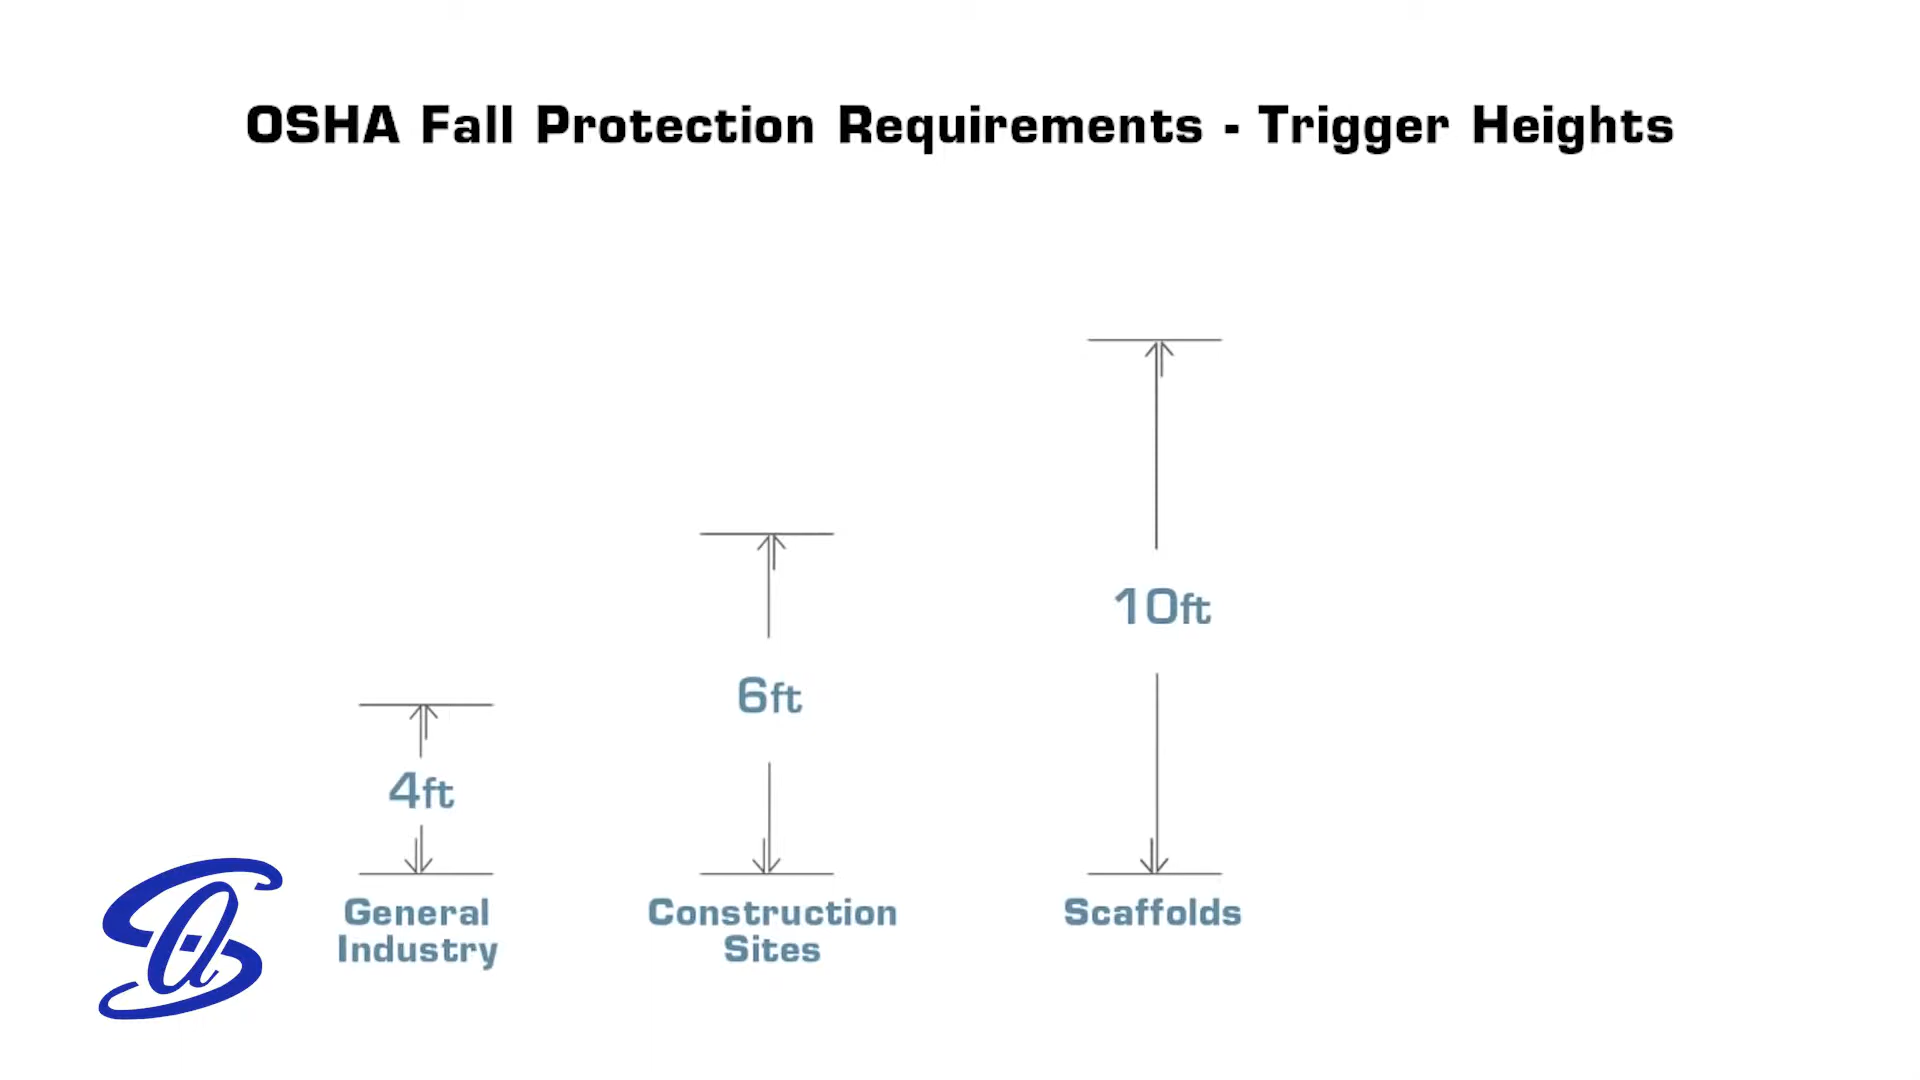 OSHA Fall Protection Requirements - Trigger Heights
10ft
6ft
4ft
General
Industry
Construction
Sites
Scaffolds